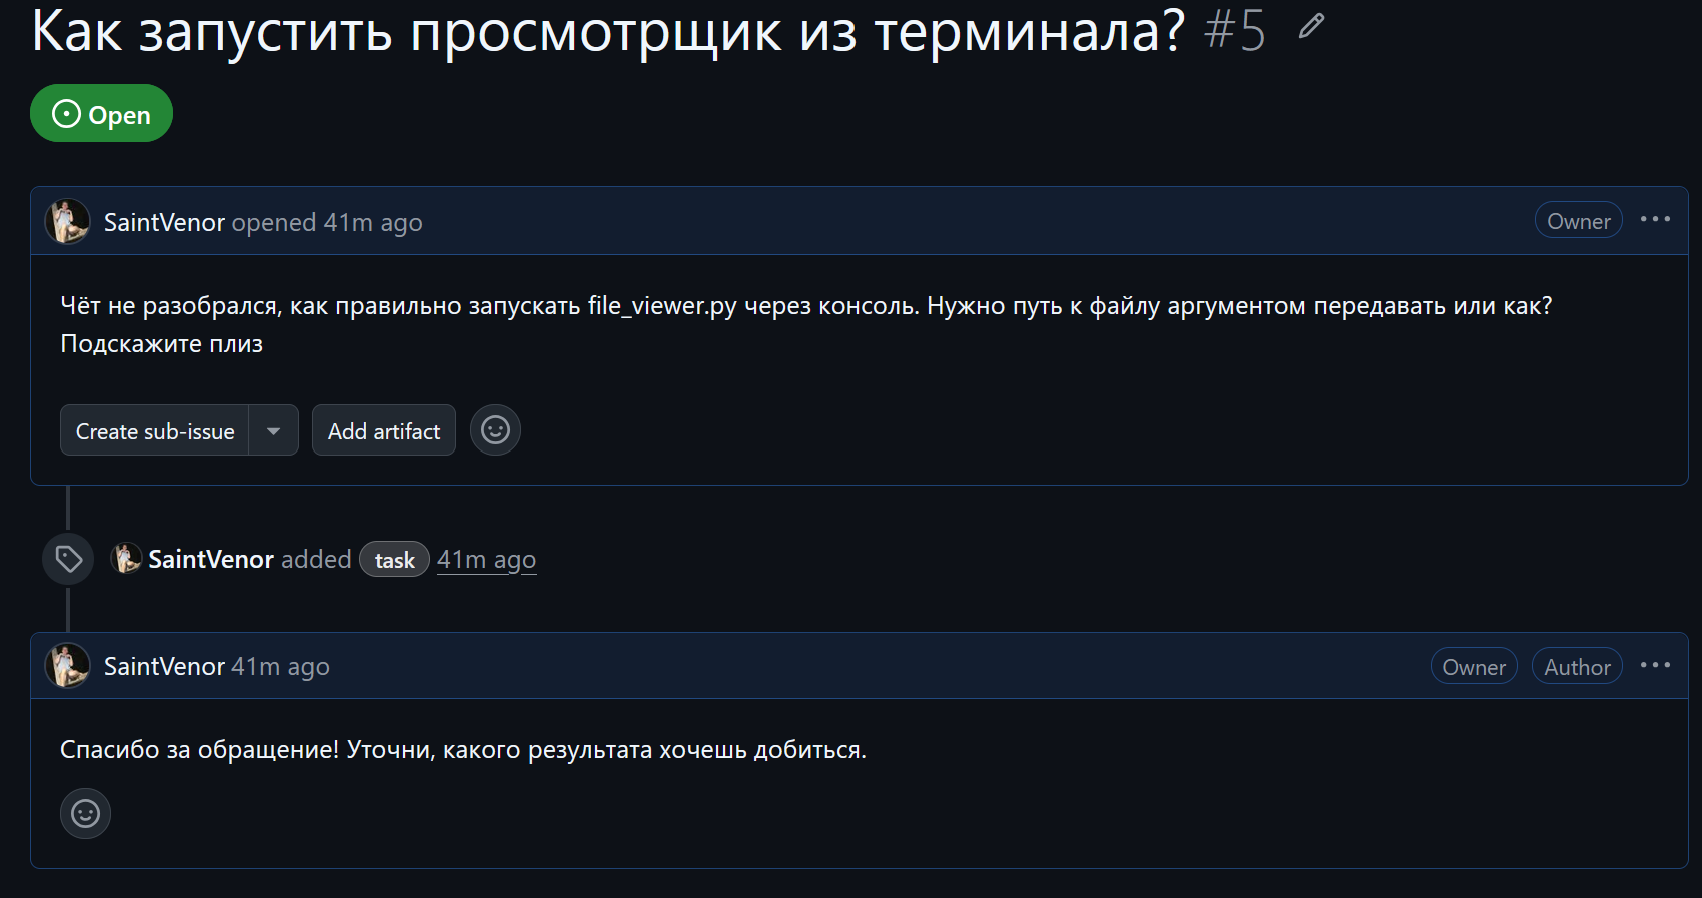 Как запустить просмотрщик из терминала? #5
Open
SaintVenor opened 41m ago
Owner
Чёт не разобрался, как правильно запускать file_viewer.py через консоль. Нужно путь к файлу аргументом передавать или как?
Подскажите плиз
Create sub-issue
Add artifact
SaintVenor added task 41m ago
SaintVenor 41m ago
Owner
Author
Спасибо за обращение! Уточни, какого результата хочешь добиться.